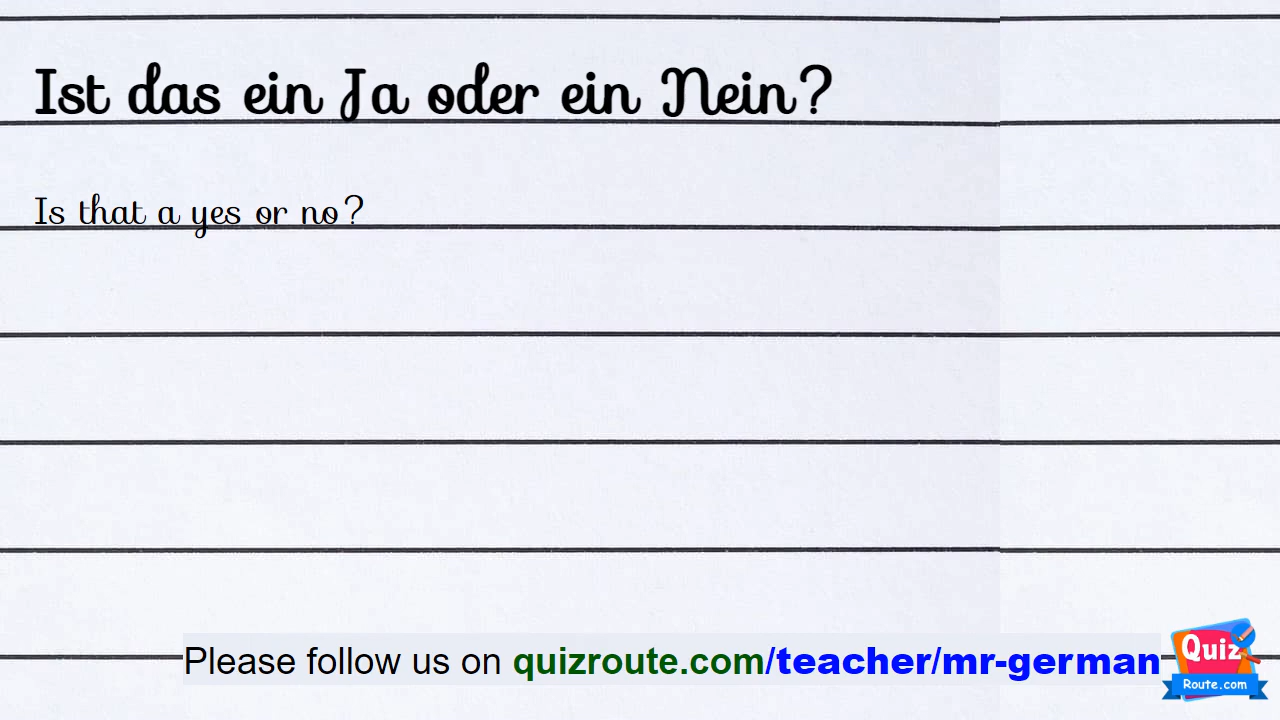 Ist das ein Ja oder ein Nein?
Is that a yes or no?
Please follow us on quizroute.com/teacher/mr-german
Quiz
Route.com